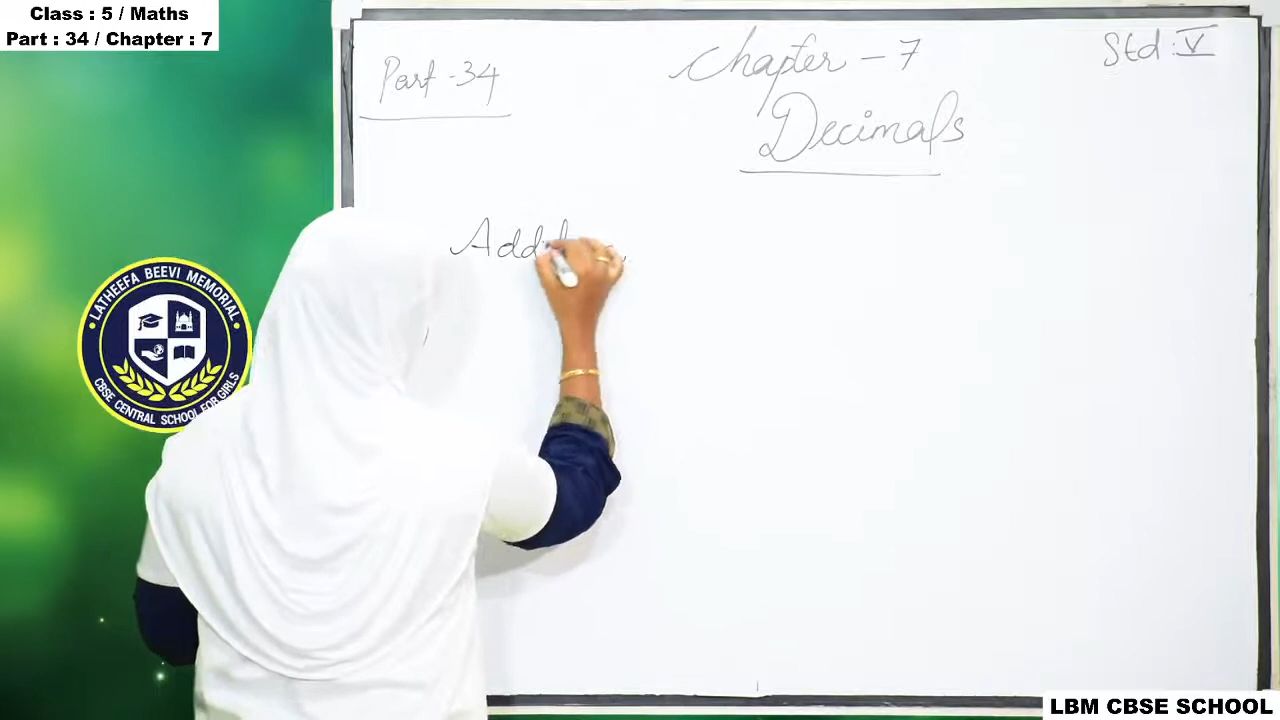 Class : 5 / Maths
Part : 34 / Chapter : 7
Part - 34
Chapter - 7
Std : V
Decimals
LATHEEFA BEEVI MEMORIAL
CBSE CENTRAL SCHOOL FOR GIRLS
LBM CBSE SCHOOL